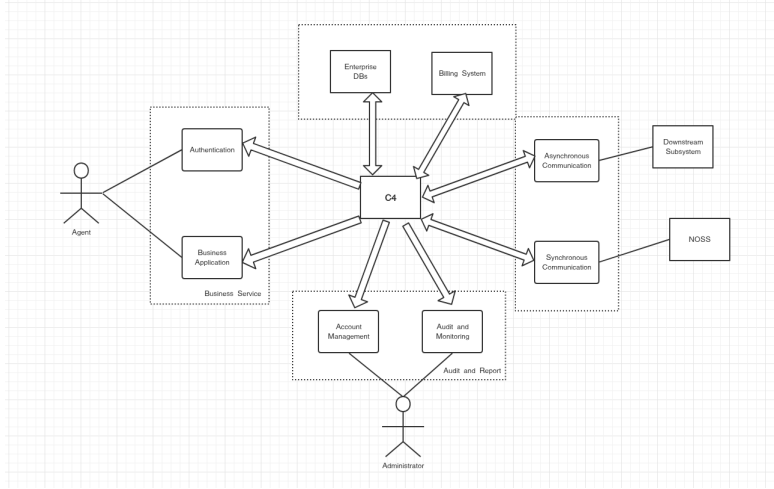 Enterprise
DBs
Billing System
Authentication
Asynchronous
Communication
Downstream
Subsystem
C4
Agent
Business
Application
Synchronous
Communication
NOSS
Business Service
Account
Management
Audit and
Monitoring
Audit and Report
Administrator